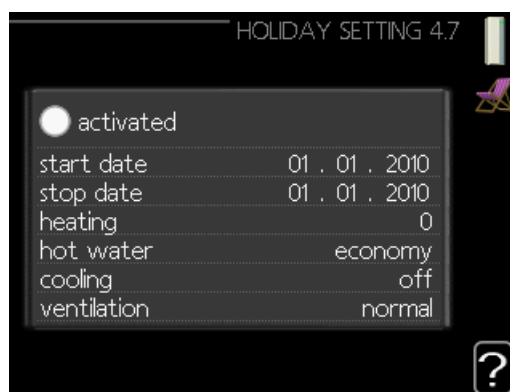 HOLIDAY SETTING 4.7
activated
start date 01 . 01 . 2010
stop date 01 . 01 . 2010
heating 0
hot water economy
cooling off
ventilation normal
?